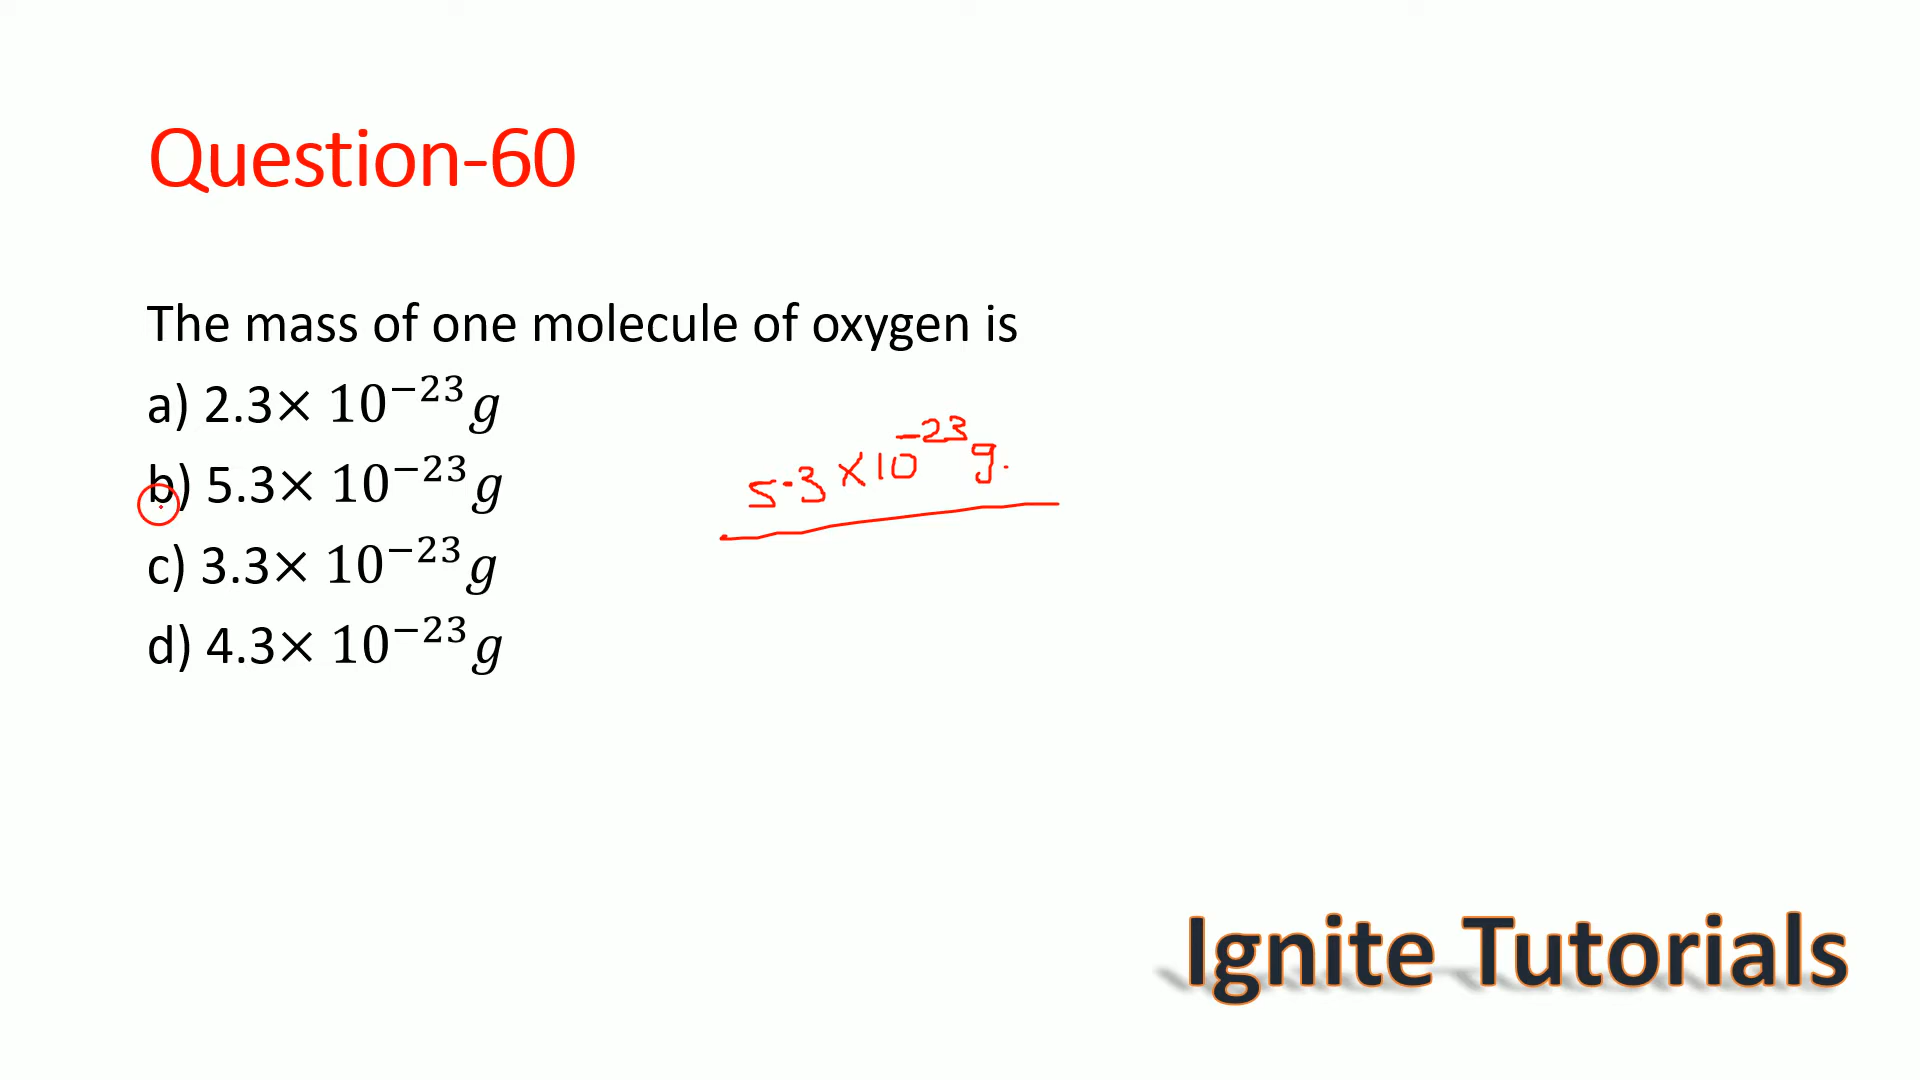 Question-60
The mass of one molecule of oxygen is
a) 2.3× 10⁻²³g
b) 5.3× 10⁻²³g
c) 3.3× 10⁻²³g
d) 4.3× 10⁻²³g
5.3 × 10⁻²³ g.
Ignite Tutorials